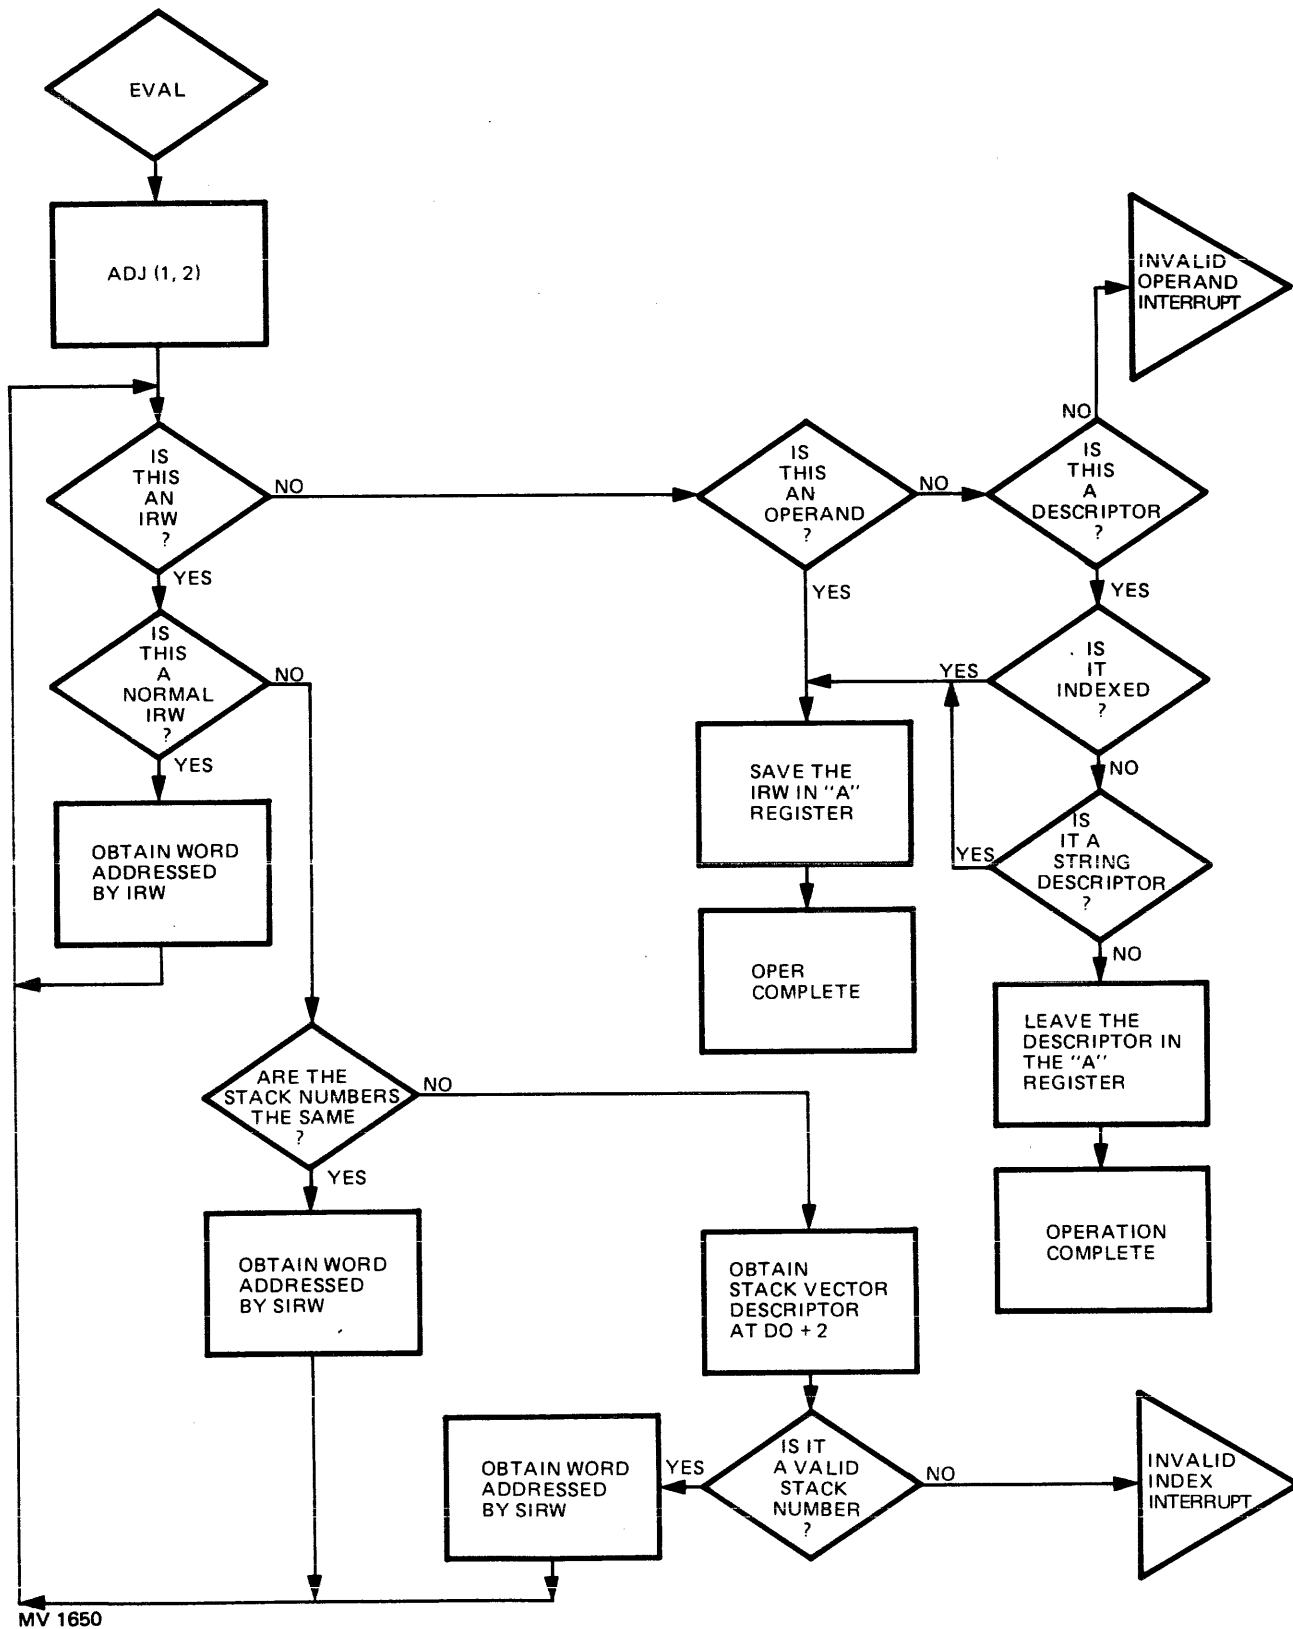 EVAL
ADJ (1, 2)
INVALID
OPERAND
INTERRUPT
IS
THIS
AN
IRW
?
NO
YES
IS
THIS
AN
OPERAND
?
NO
YES
IS
THIS
A
DESCRIPTOR
?
NO
YES
IS
THIS
A
NORMAL
IRW
?
NO
YES
IS
IT
INDEXED
?
YES
NO
OBTAIN WORD
ADDRESSED
BY IRW
SAVE THE
IRW IN "A"
REGISTER
IS
IT A
STRING
DESCRIPTOR
?
YES
NO
OPER
COMPLETE
LEAVE THE
DESCRIPTOR IN
THE "A"
REGISTER
ARE THE
STACK NUMBERS
THE SAME
?
NO
YES
OPERATION
COMPLETE
OBTAIN WORD
ADDRESSED
BY SIRW
OBTAIN
STACK VECTOR
DESCRIPTOR
AT DO + 2
OBTAIN WORD
ADDRESSED
BY SIRW
IS IT
A VALID
STACK
NUMBER
?
YES
NO
INVALID
INDEX
INTERRUPT
MV 1650